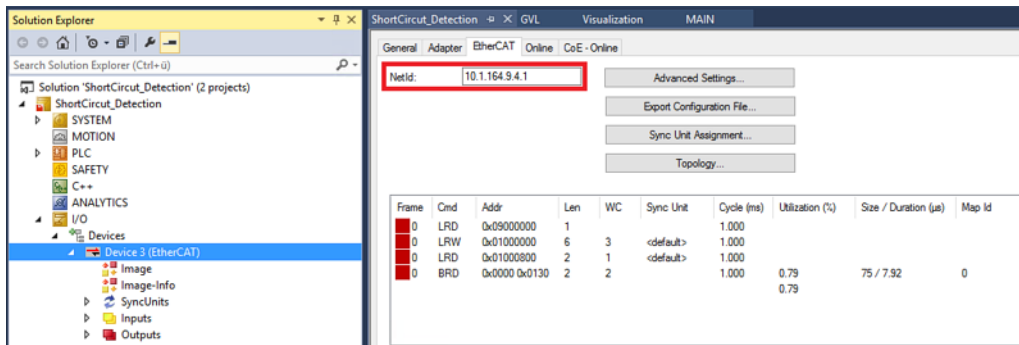 Solution Explorer
Search Solution Explorer (Ctrl+ü)
Solution 'ShortCircut_Detection' (2 projects)
ShortCircut_Detection
SYSTEM
MOTION
PLC
SAFETY
C++
ANALYTICS
I/O
Devices
Device 3 (EtherCAT)
Image
Image-Info
SyncUnits
Inputs
Outputs
ShortCircut_Detection GVL Visualization MAIN
General Adapter EtherCAT Online CoE - Online
NetId: 10.1.164.9.4.1
Advanced Settings...
Export Configuration File...
Sync Unit Assignment...
Topology...
Frame Cmd Addr Len WC Sync Unit Cycle (ms) Utilization (%) Size / Duration (µs) Map Id
0 LRD 0x09000000 1 1.000
0 LRW 0x01000000 6 3 <default> 1.000
0 LRD 0x01000800 2 1 <default> 1.000
0 BRD 0x0000 0x0130 2 2 1.000 0.79 75 / 7.92 0
0.79